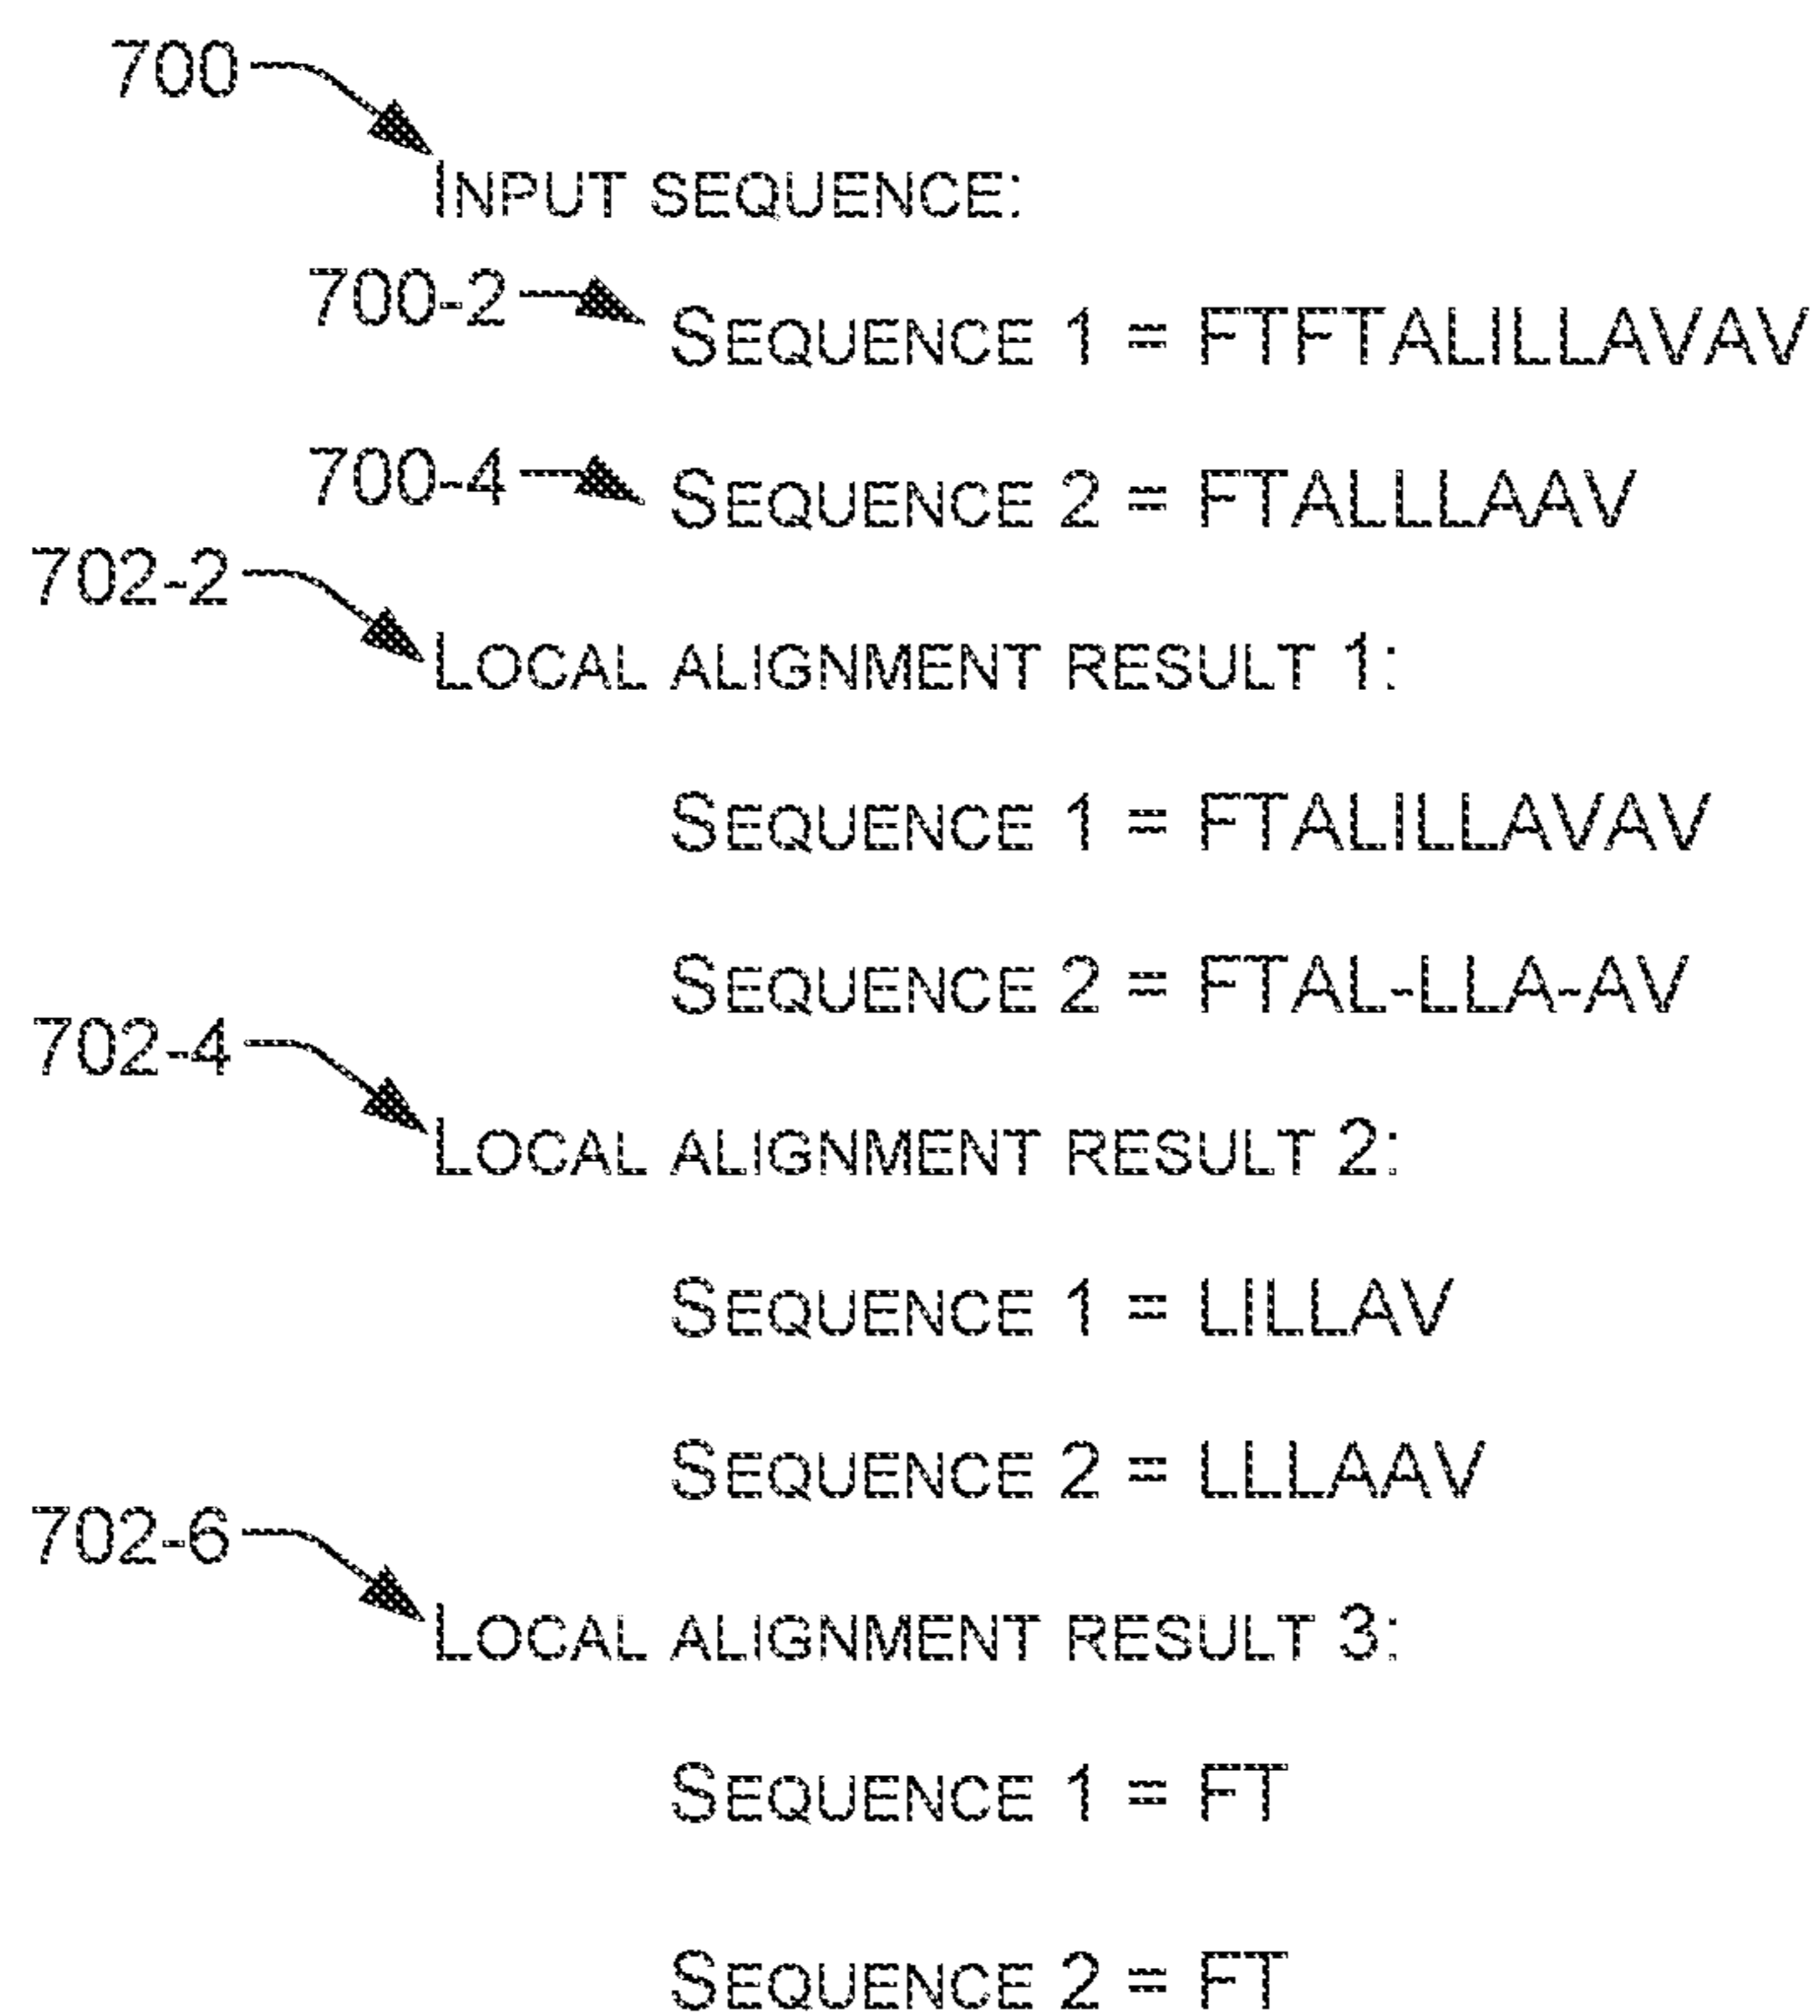 700
INPUT SEQUENCE:
700-2 SEQUENCE 1 = FTFTALILLAVAV
700-4 SEQUENCE 2 = FTALLLAAV
702-2
LOCAL ALIGNMENT RESULT 1:
SEQUENCE 1 = FTALILLAVAV
SEQUENCE 2 = FTAL-LLA-AV
702-4
LOCAL ALIGNMENT RESULT 2:
SEQUENCE 1 = LILLAV
SEQUENCE 2 = LLLAAV
702-6
LOCAL ALIGNMENT RESULT 3:
SEQUENCE 1 = FT
SEQUENCE 2 = FT